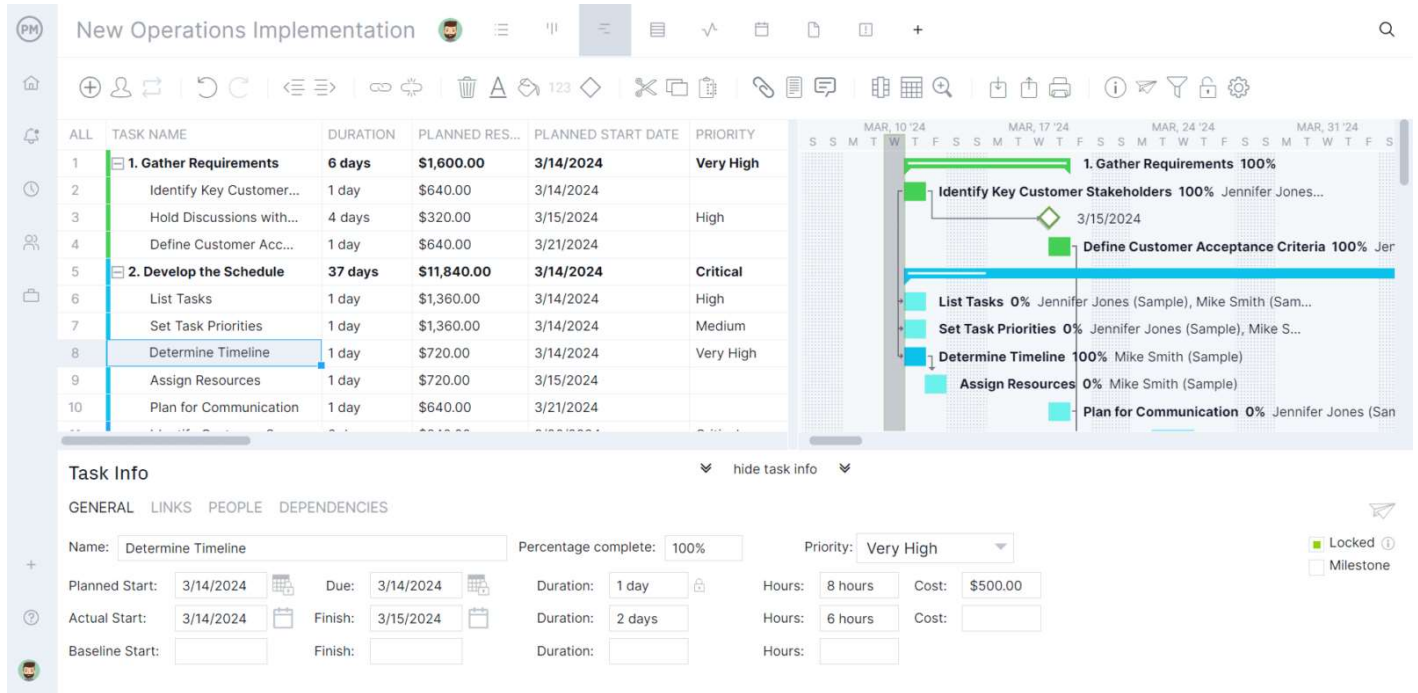 PM New Operations Implementation
123
ALL TASK NAME DURATION PLANNED RES... PLANNED START DATE PRIORITY
MAR, 10 '24 MAR, 17 '24 MAR, 24 '24 MAR, 31 '24
S S M T W T F S S M T W T F S S M T W T F S S M T W T F S
1 1. Gather Requirements 6 days $1,600.00 3/14/2024 Very High 1. Gather Requirements 100%
2 Identify Key Customer... 1 day $640.00 3/14/2024 Identify Key Customer Stakeholders 100% Jennifer Jones...
3 Hold Discussions with... 4 days $320.00 3/15/2024 High 3/15/2024
4 Define Customer Acc... 1 day $640.00 3/21/2024 Define Customer Acceptance Criteria 100% Jer
5 2. Develop the Schedule 37 days $11,840.00 3/14/2024 Critical
6 List Tasks 1 day $1,360.00 3/14/2024 High List Tasks 0% Jennifer Jones (Sample), Mike Smith (Sam...
7 Set Task Priorities 1 day $1,360.00 3/14/2024 Medium Set Task Priorities 0% Jennifer Jones (Sample), Mike S...
8 Determine Timeline 1 day $720.00 3/14/2024 Very High Determine Timeline 100% Mike Smith (Sample)
9 Assign Resources 1 day $720.00 3/15/2024 Assign Resources 0% Mike Smith (Sample)
10 Plan for Communication 1 day $640.00 3/21/2024 Plan for Communication 0% Jennifer Jones (San
Task Info hide task info
GENERAL LINKS PEOPLE DEPENDENCIES
Name: Determine Timeline Percentage complete: 100% Priority: Very High Locked
Milestone
Planned Start: 3/14/2024 Due: 3/14/2024 Duration: 1 day Hours: 8 hours Cost: $500.00
Actual Start: 3/14/2024 Finish: 3/15/2024 Duration: 2 days Hours: 6 hours Cost:
Baseline Start: Finish: Duration: Hours: